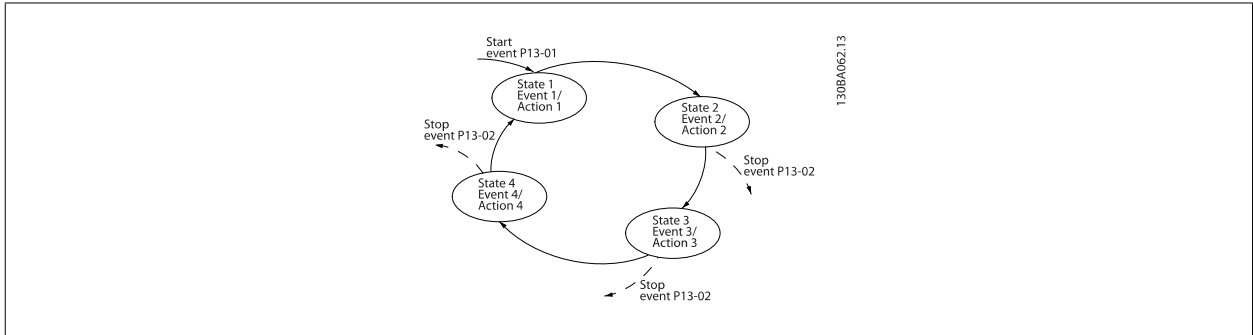 Start
event P13-01
130BA062.13
State 1
Event 1/
Action 1
State 2
Event 2/
Action 2
Stop
event P13-02
Stop
event P13-02
State 4
Event 4/
Action 4
State 3
Event 3/
Action 3
Stop
event P13-02